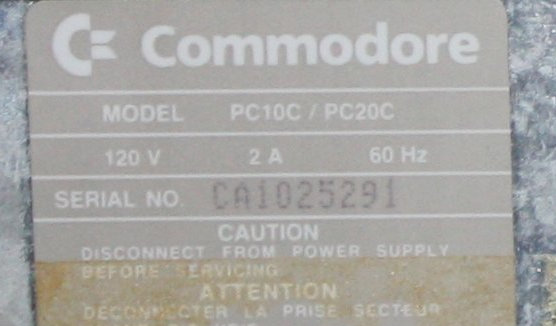 Commodore
MODEL PC10C / PC20C
120 V 2 A 60 Hz
SERIAL NO. CA1025291
CAUTION
DISCONNECT FROM POWER SUPPLY
BEFORE SERVICING
ATTENTION
DÉCONNECTER LA PRISE SECTEUR